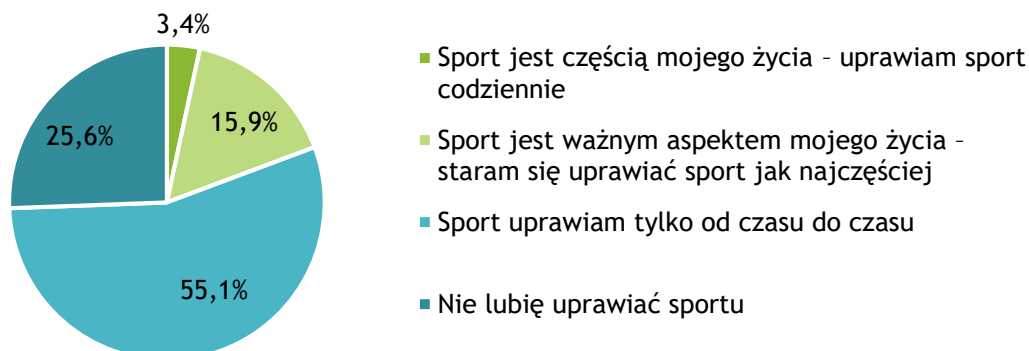 3,4%
15,9%
25,6%
55,1%
Sport jest częścią mojego życia – uprawiam sport
codziennie
Sport jest ważnym aspektem mojego życia –
staram się uprawiać sport jak najczęściej
Sport uprawiam tylko od czasu do czasu
Nie lubię uprawiać sportu